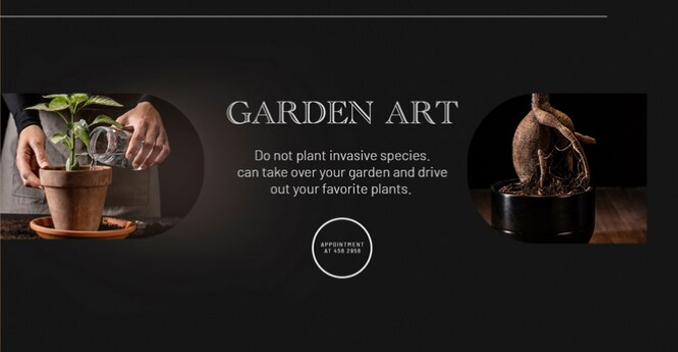 GARDEN ART
Do not plant invasive species.
can take over your garden and drive
out your favorite plants.
APPOINTMENT
AT 458 2958